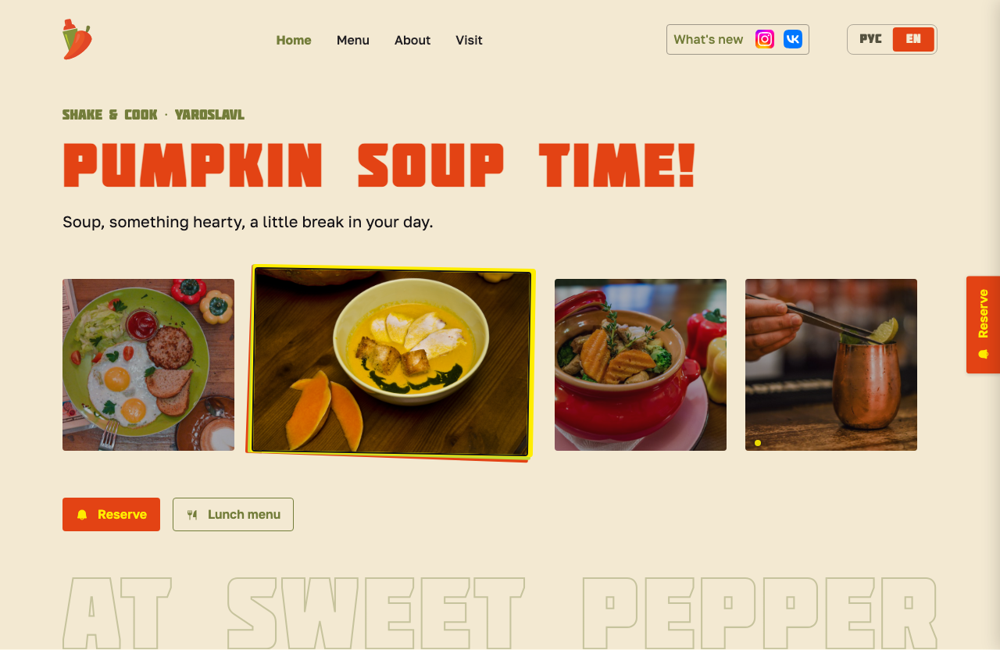 Home Menu About Visit What's new РУС EN
SHAKE & COOK · YAROSLAVL
PUMPKIN SOUP TIME!
Soup, something hearty, a little break in your day.
Reserve
Reserve Lunch menu
AT SWEET PEPPER